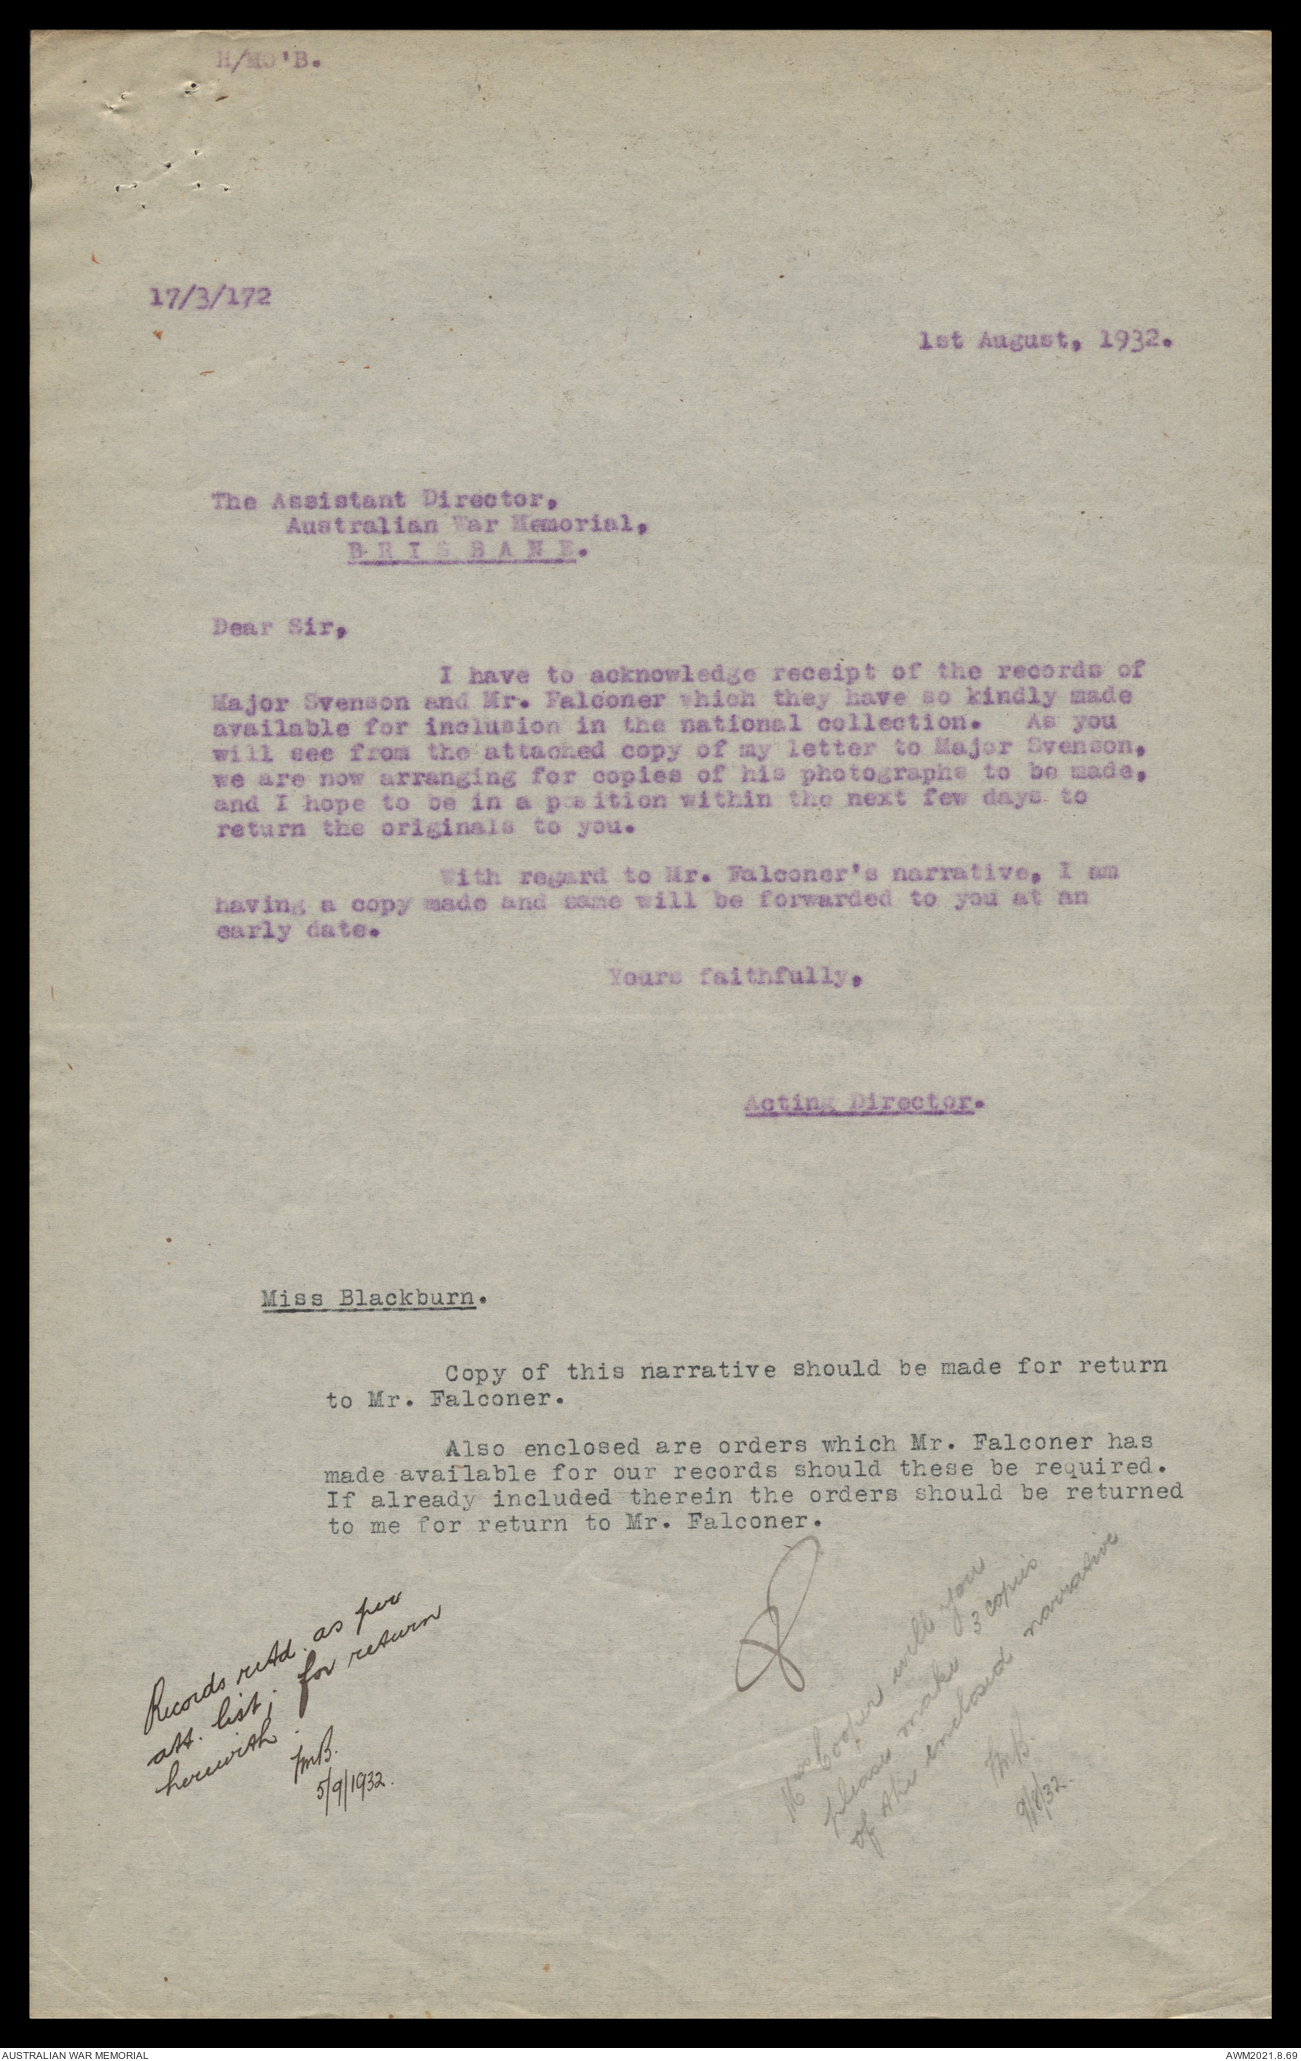 H/MO'B.
17/3/172
1st August, 1932.
The Assistant Director,
Australian War Memorial,
B R I S B A N E.
Dear Sir,
I have to acknowledge receipt of the records of
Major Svenson and Mr. Falconer which they have so kindly made
available for inclusion in the national collection. As you
will see from the attached copy of my letter to Major Svenson,
we are now arranging for copies of his photographs to be made,
and I hope to be in a position within the next few days to
return the originals to you.
With regard to Mr. Falconer's narrative, I am
having a copy made and same will be forwarded to you at an
early date.
Yours faithfully,
Acting Director.
Miss Blackburn.
Copy of this narrative should be made for return
to Mr. Falconer.
Also enclosed are orders which Mr. Falconer has
made available for our records should these be required.
If already included therein the orders should be returned
to me for return to Mr. Falconer.
Records retd. as per
att. list; for return
herewith.
MB.
5/9/1932.
Cooper will you
please make 3 copies
of the enclosed narrative
MB.
9/8/32.
AUSTRALIAN WAR MEMORIAL
AWM2021.8.69